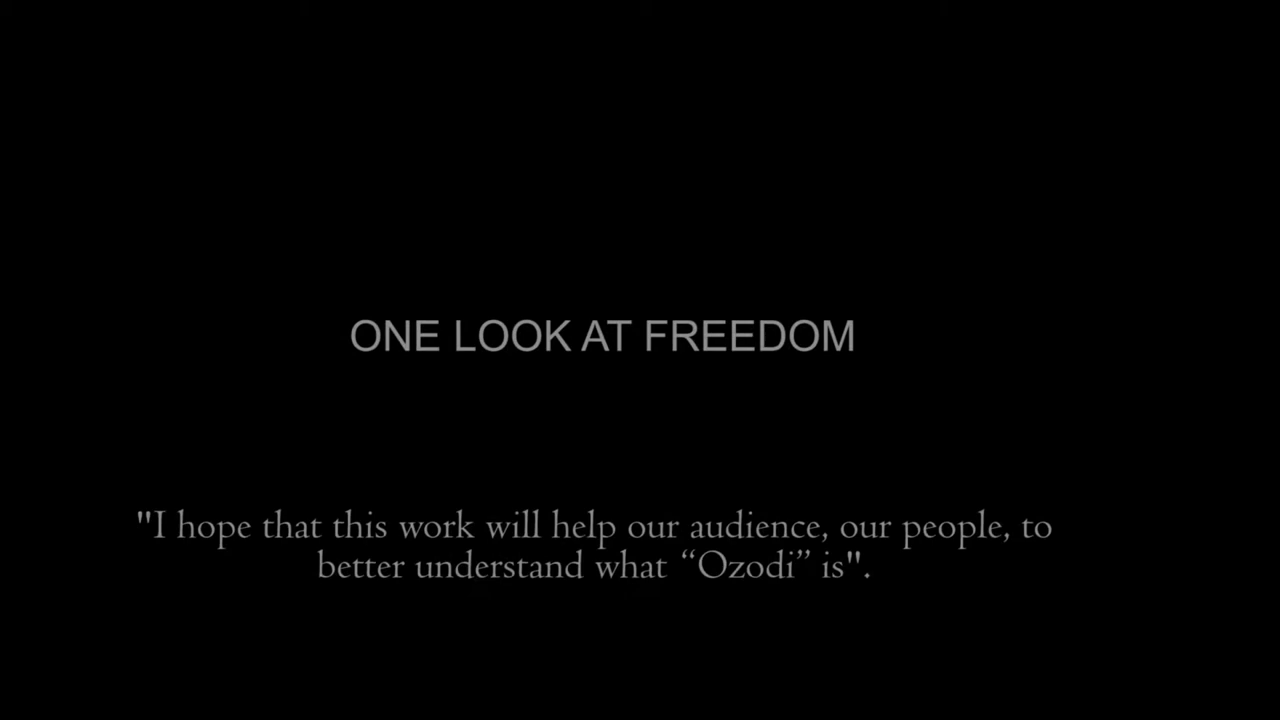 ONE LOOK AT FREEDOM
"I hope that this work will help our audience, our people, to
better understand what “Ozodi” is".